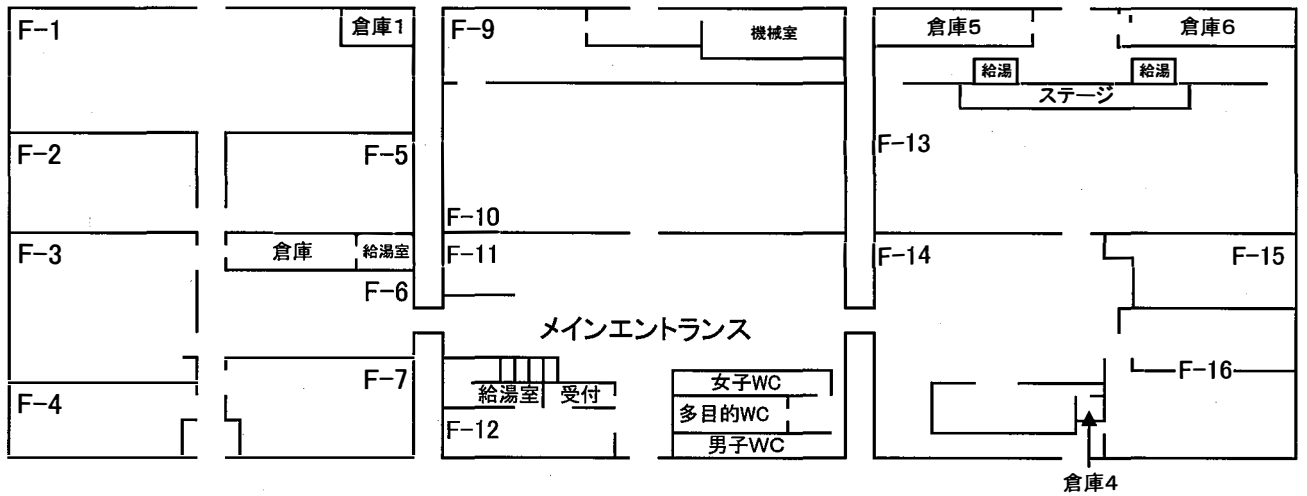 F-1
倉庫1
F-9
機械室
倉庫5
倉庫6
給湯
給湯
ステージ
F-2
F-5
F-13
F-10
F-3
倉庫
給湯室
F-11
F-14
F-15
F-6
メインエントランス
F-7
女子WC
F-16
F-4
給湯室
受付
多目的WC
F-12
男子WC
倉庫4